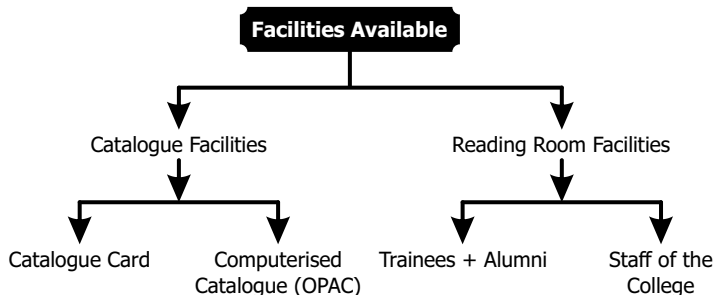 Facilities Available
Catalogue Facilities
Reading Room Facilities
Catalogue Card
Computerised
Catalogue (OPAC)
Trainees + Alumni
Staff of the
College